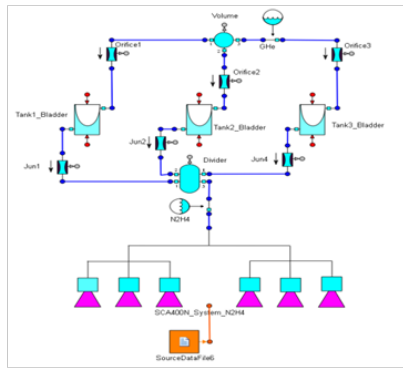 Volume
GHe
Orifice1
Orifice3
Orifice2
Tank1_Bladder
Tank2_Bladder
Tank3_Bladder
Jun1
Jun2
Divider
Jun4
N2H4
SCA400N_System_N2H4
SourceDataFile6